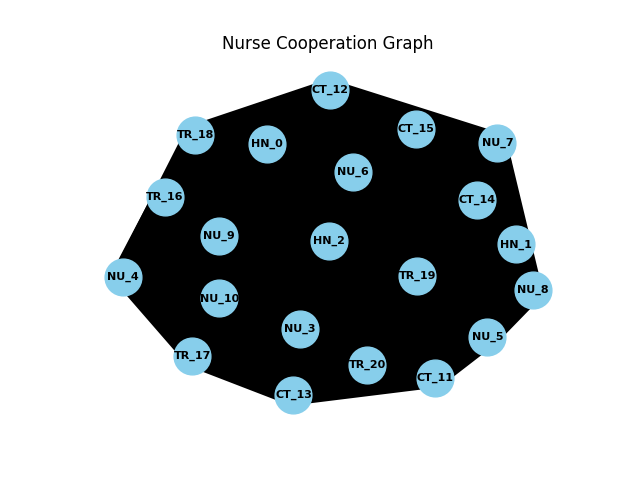 Nurse Cooperation Graph
CT_12
CT_15
TR_18
HN_0
NU_7
NU_6
TR_16
CT_14
NU_9
HN_2
HN_1
NU_4
TR_19
NU_8
NU_10
NU_3
NU_5
TR_17
TR_20
CT_11
CT_13